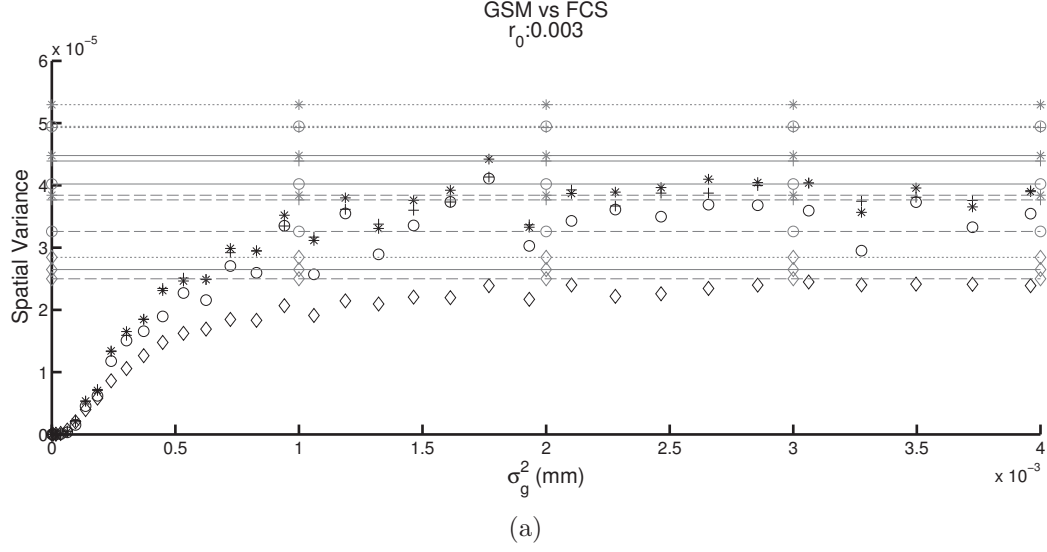 GSM vs FCS
r₀:0.003
x 10⁻⁵
6
5
4
3
2
1
0
Spatial Variance
0 0.5 1 1.5 2 2.5 3 3.5 4
σ_g² (mm)
x 10⁻³
(a)